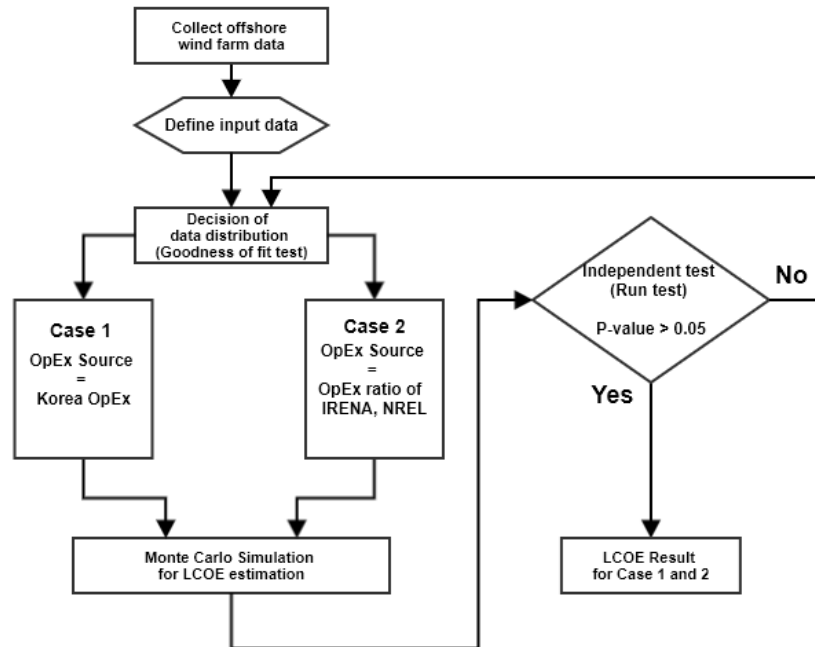 Collect offshore
wind farm data
Define input data
Decision of
data distribution
(Goodness of fit test)
Case 1
OpEx Source
=
Korea OpEx
Case 2
OpEx Source
=
OpEx ratio of
IRENA, NREL
Monte Carlo Simulation
for LCOE estimation
Independent test
(Run test)
P-value > 0.05
No
Yes
LCOE Result
for Case 1 and 2